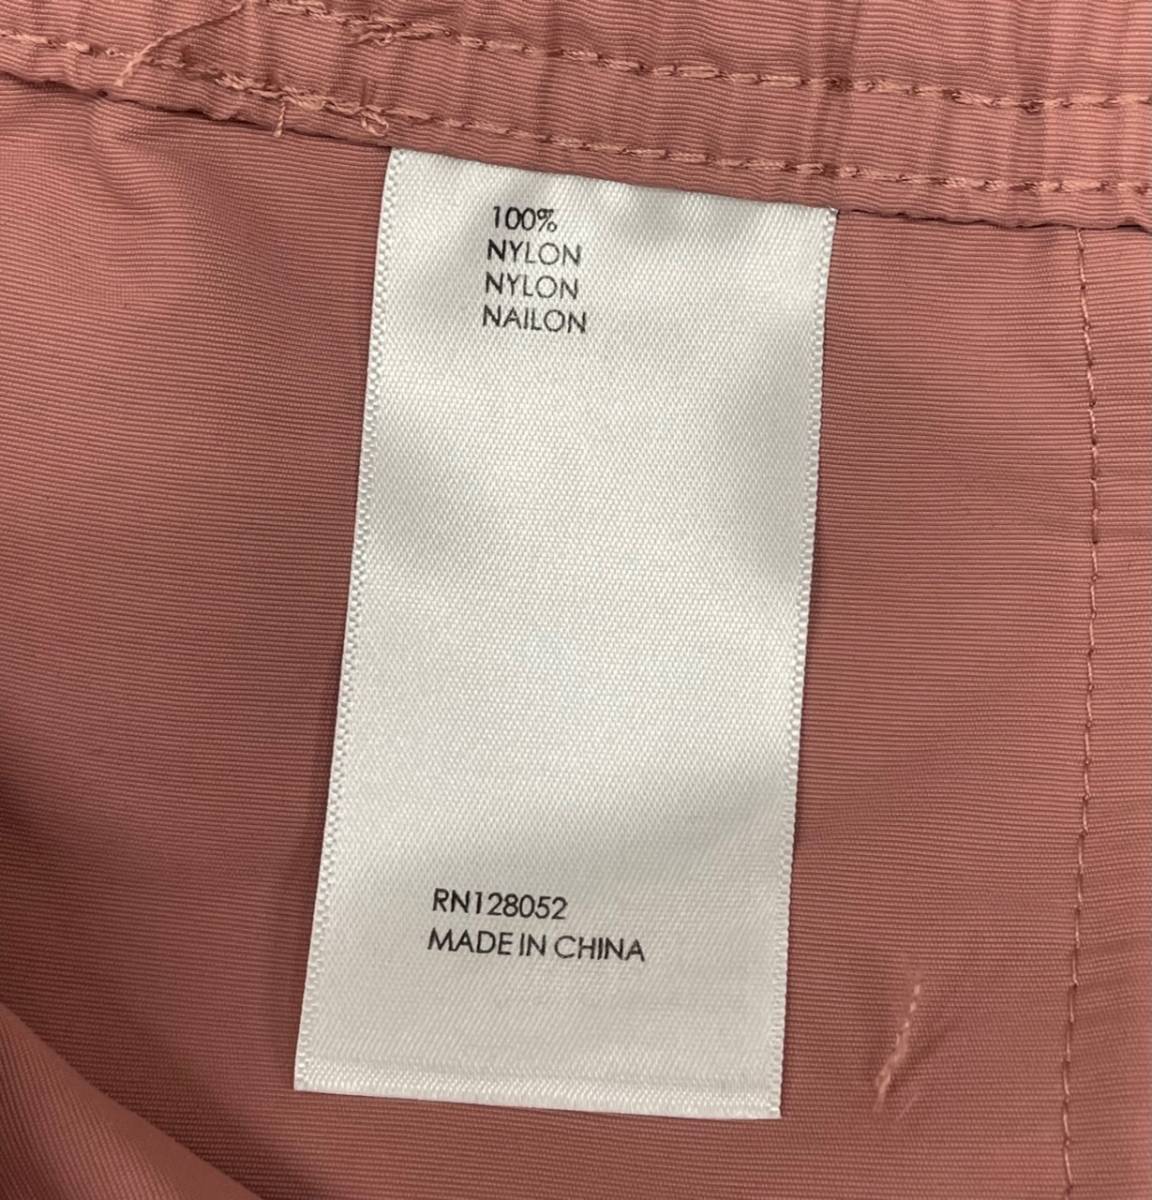 100%
NYLON
NYLON
NAILON
RN128052
MADE IN CHINA